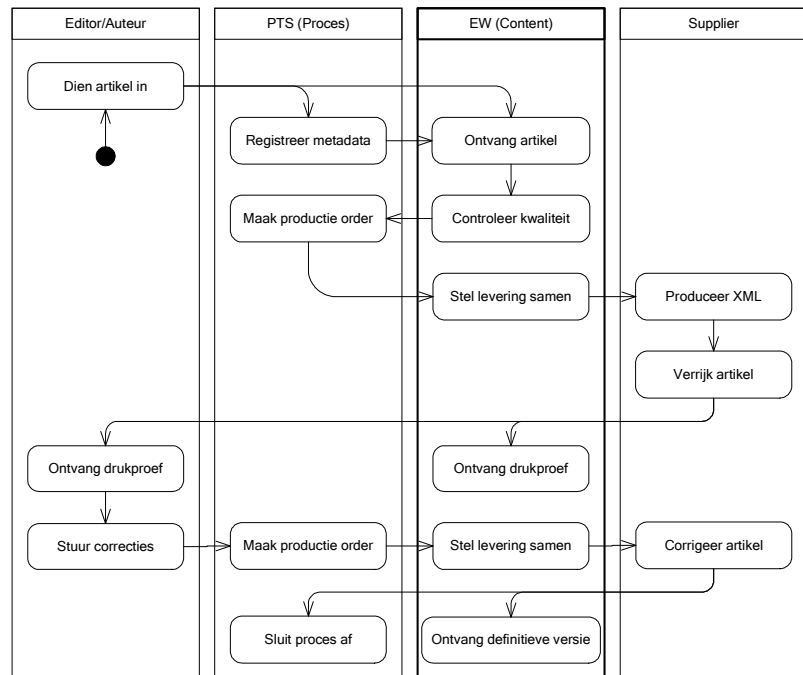 Editor/Auteur
PTS (Proces)
EW (Content)
Supplier
Dien artikel in
Registreer metadata
Ontvang artikel
Maak productie order
Controleer kwaliteit
Stel levering samen
Produceer XML
Verrijk artikel
Ontvang drukproef
Ontvang drukproef
Stuur correcties
Maak productie order
Stel levering samen
Corrigeer artikel
Sluit proces af
Ontvang definitieve versie